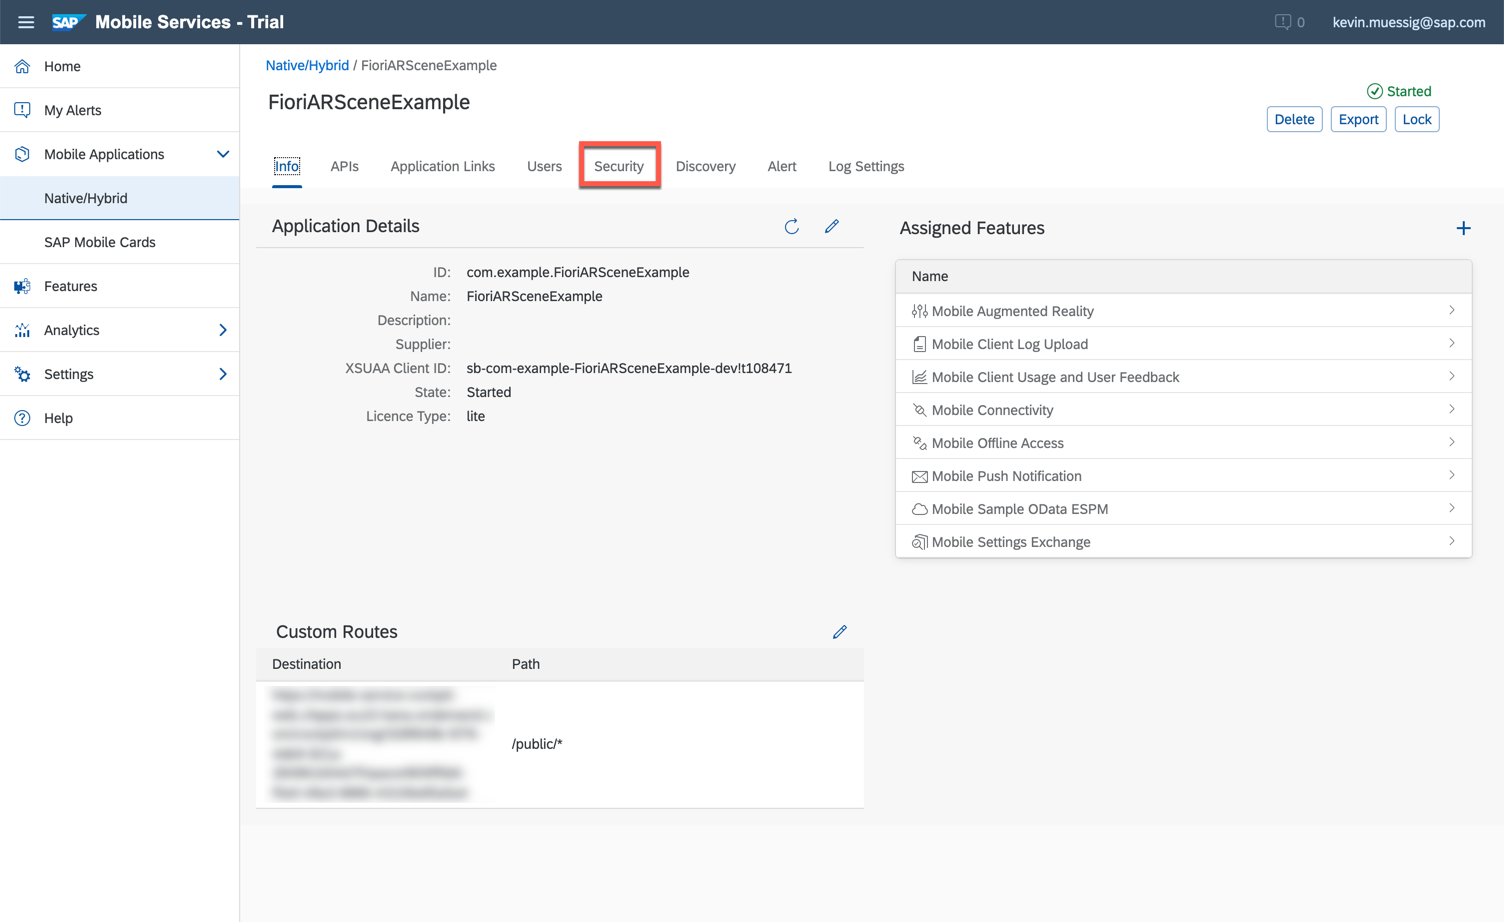 SAP Mobile Services - Trial
0
kevin.muessig@sap.com
Home
My Alerts
Mobile Applications
Native/Hybrid
SAP Mobile Cards
Features
Analytics
Settings
Help
Native/Hybrid / FioriARSceneExample
FioriARSceneExample
Started
Delete
Export
Lock
Info
APIs
Application Links
Users
Security
Discovery
Alert
Log Settings
Application Details
ID: com.example.FioriARSceneExample
Name: FioriARSceneExample
Description:
Supplier:
XSUAA Client ID: sb-com-example-FioriARSceneExample-dev!t108471
State: Started
Licence Type: lite
Assigned Features
Name
Mobile Augmented Reality
Mobile Client Log Upload
Mobile Client Usage and User Feedback
Mobile Connectivity
Mobile Offline Access
Mobile Push Notification
Mobile Sample OData ESPM
Mobile Settings Exchange
Custom Routes
Destination
Path
/public/*